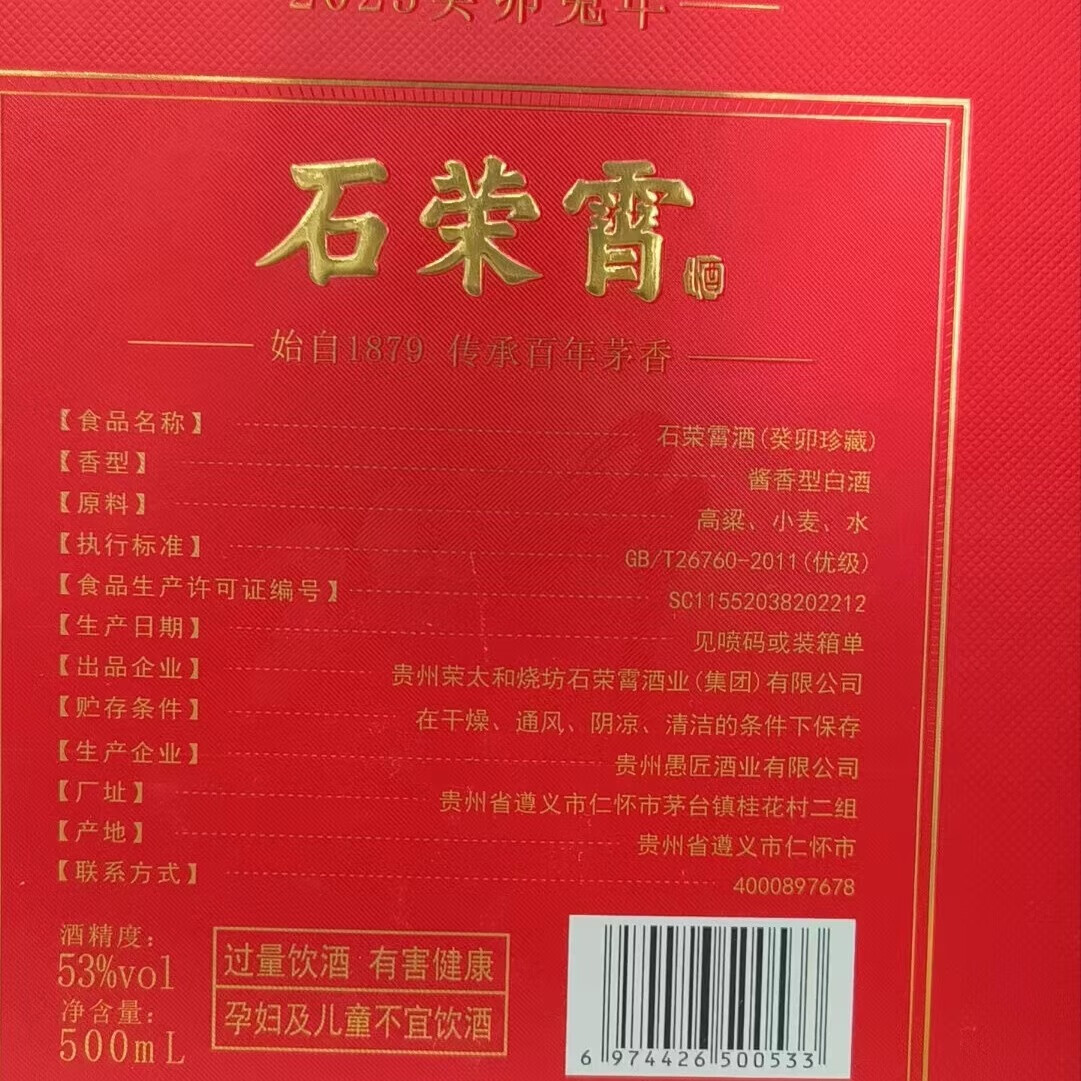 2023癸卯兔年
石荣霄酒
始自1879 传承百年茅香
【食品名称】 石荣霄酒(癸卯珍藏)
【香型】 酱香型白酒
【原料】 高粱、小麦、水
【执行标准】 GB/T26760-2011(优级)
【食品生产许可证编号】 SC11552038202212
【生产日期】 见喷码或装箱单
【出品企业】 贵州荣太和烧坊石荣霄酒业(集团)有限公司
【贮存条件】 在干燥、通风、阴凉、清洁的条件下保存
【生产企业】 贵州愚匠酒业有限公司
【厂址】 贵州省遵义市仁怀市茅台镇桂花村二组
【产地】 贵州省遵义市仁怀市
【联系方式】 4000897678
酒精度：
53%vol
净含量：
500mL
过量饮酒 有害健康
孕妇及儿童不宜饮酒
6 974426 500533